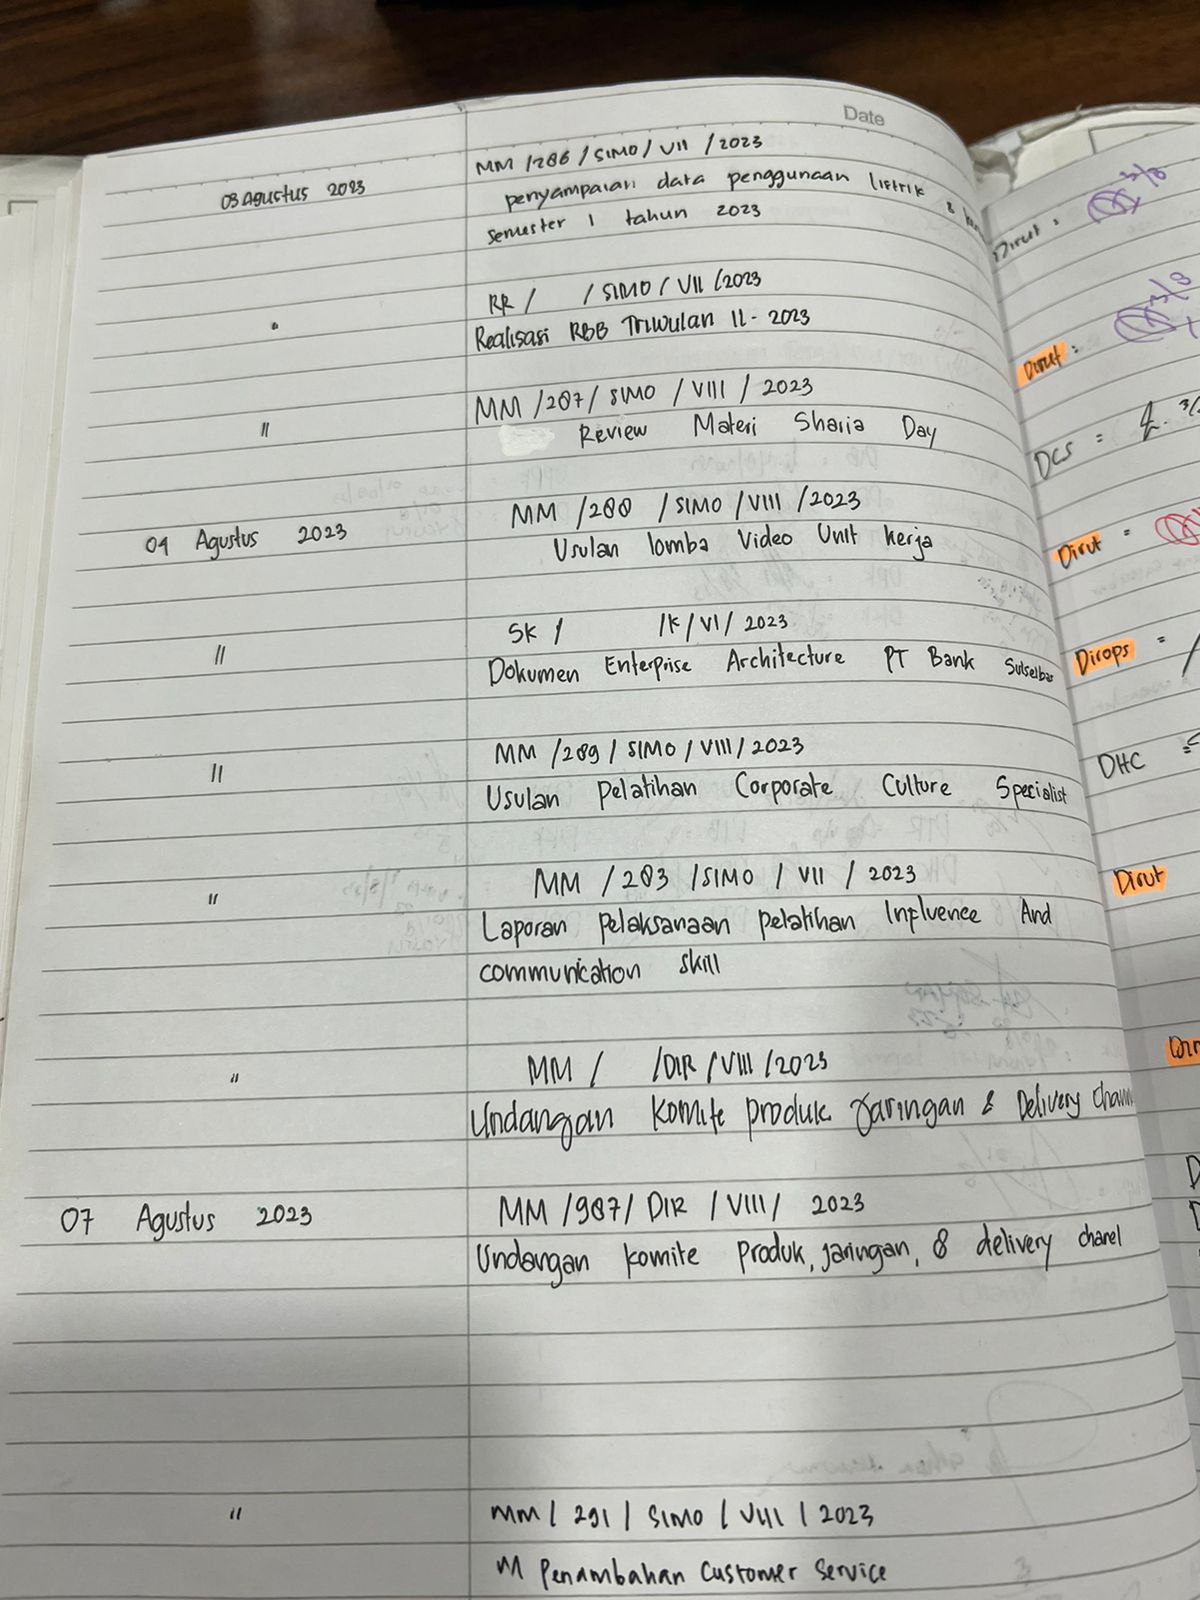 Date
03 Agustus 2023
MM / 286 / SIMO / VII / 2023
penyampaian data penggunaan listrik &
semester 1 tahun 2023
Dirut : 3/8
"
RR / / SIMO / VII / 2023
Realisasi RBB Triwulan II - 2023
Dirut : 3/8
"
MM / 287 / SIMO / VIII / 2023
Review Materi Sharia Day
DCS =
04 Agustus 2023
MM / 288 / SIMO / VIII / 2023
Usulan lomba Video Unit kerja
Dirut =
"
SK / /K/VI/ 2023
Dokumen Enterprise Architecture PT Bank Sulselbar
Dirops =
"
MM / 289 / SIMO / VIII / 2023
Usulan Pelatihan Corporate Culture Specialist
DHC =
"
MM / 283 / SIMO / VII / 2023
Laporan pelaksanaan pelatihan Influence And
communication skill
Dirut
"
MM / / DIR / VIII / 2023
Undangan komite produk Jaringan & Delivery
07 Agustus 2023
MM / 987 / DIR / VIII / 2023
Undangan komite produk, jaringan, & delivery chanel
"
MM / 291 / SIMO / VIII / 2023
M Penambahan Customer Service